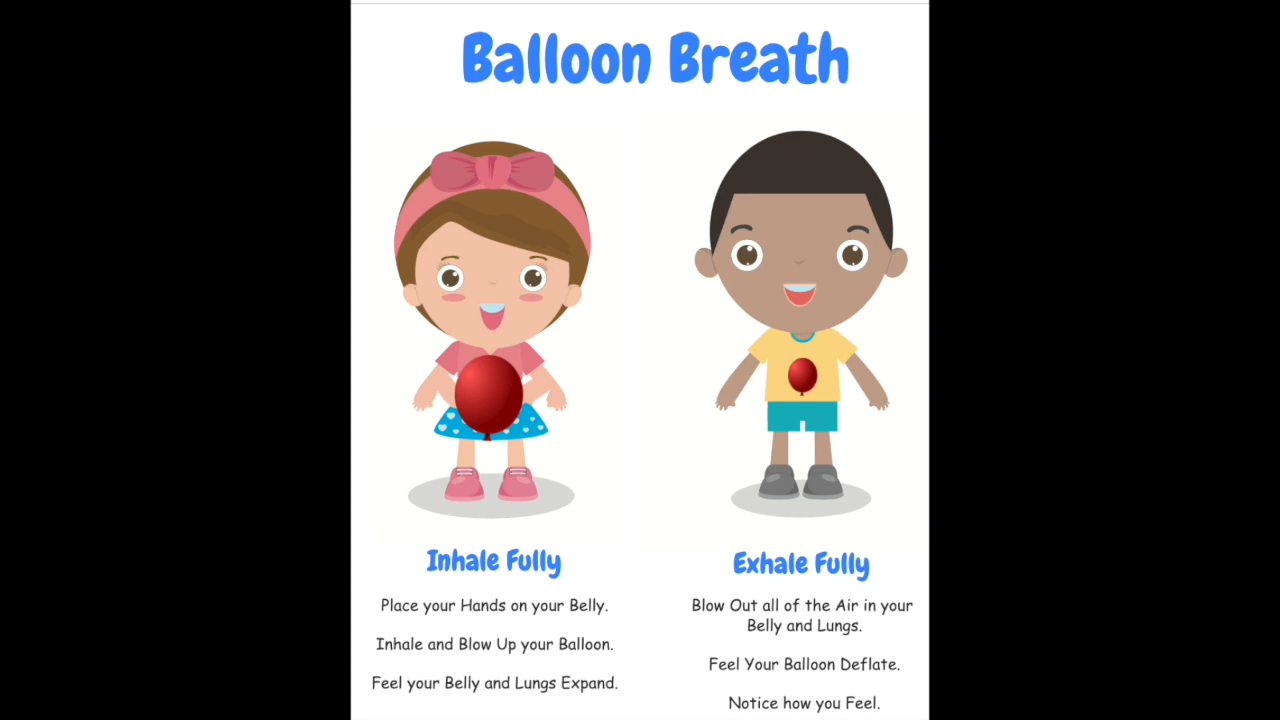 Balloon Breath
Inhale Fully
Place your Hands on your Belly.
Inhale and Blow Up your Balloon.
Feel your Belly and Lungs Expand.
Exhale Fully
Blow Out all of the Air in your
Belly and Lungs.
Feel Your Balloon Deflate.
Notice how you Feel.